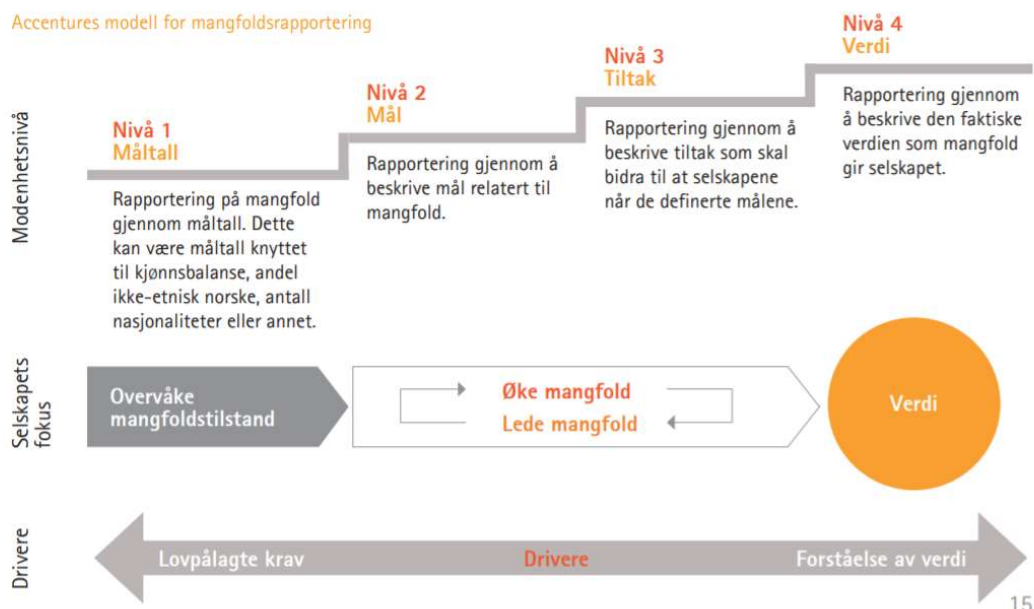 Accentures modell for mangfoldsrapportering
Modenhetsnivå
Nivå 1
Måltall
Rapportering på mangfold
gjennom måltall. Dette
kan være måltall knyttet
til kjønnsbalanse, andel
ikke-etnisk norske, antall
nasjonaliteter eller annet.
Nivå 2
Mål
Rapportering gjennom å
beskrive mål relatert til
mangfold.
Nivå 3
Tiltak
Rapportering gjennom å
beskrive tiltak som skal
bidra til at selskapene
når de definerte målene.
Nivå 4
Verdi
Rapportering gjennom
å beskrive den faktiske
verdien som mangfold
gir selskapet.
Selskapets
fokus
Overvåke
mangfoldstilstand
Øke mangfold
Lede mangfold
Verdi
Drivere
Lovpålagte krav
Drivere
Forståelse av verdi
15